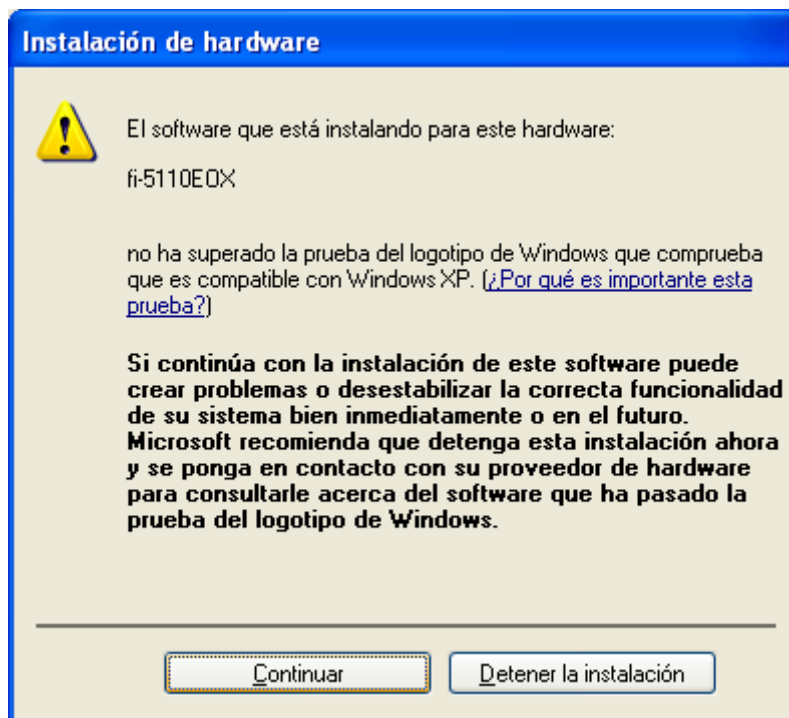 Instalación de hardware
El software que está instalando para este hardware:
fi-5110EOX
no ha superado la prueba del logotipo de Windows que comprueba
que es compatible con Windows XP. (¿Por qué es importante esta
prueba?)
Si continúa con la instalación de este software puede
crear problemas o desestabilizar la correcta funcionalidad
de su sistema bien inmediatamente o en el futuro.
Microsoft recomienda que detenga esta instalación ahora
y se ponga en contacto con su proveedor de hardware
para consultarle acerca del software que ha pasado la
prueba del logotipo de Windows.
Continuar
Detener la instalación